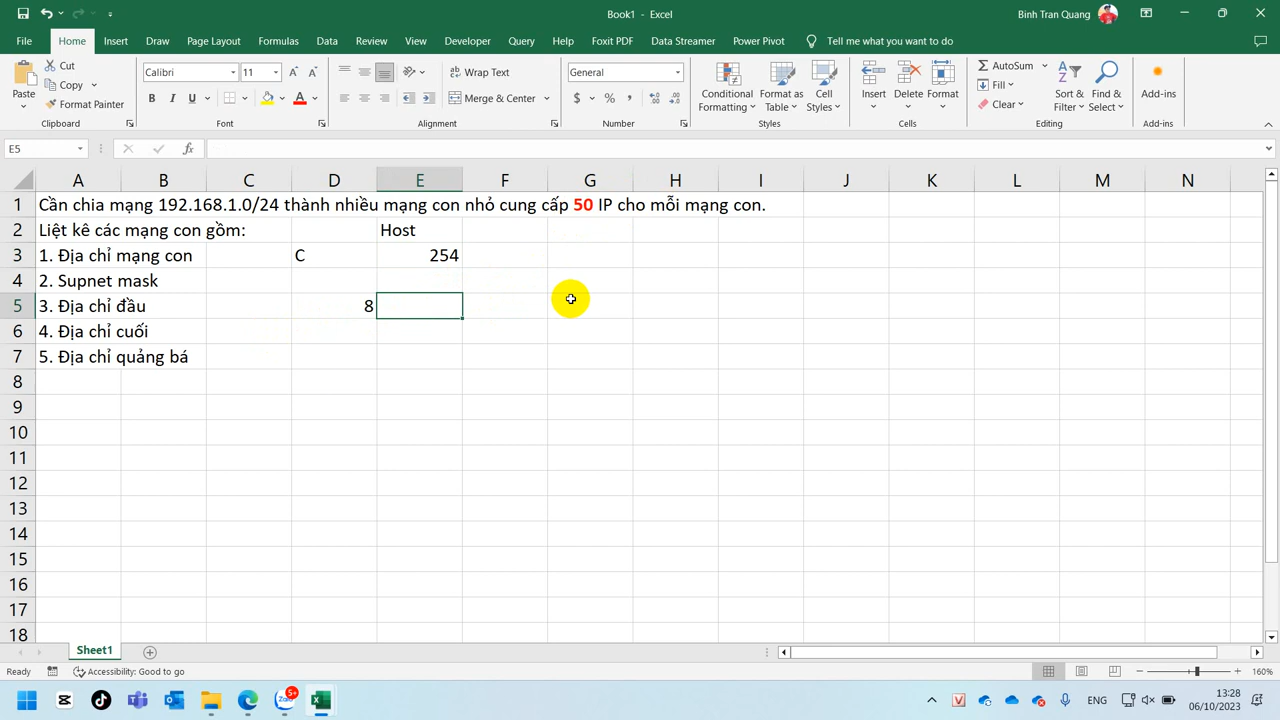 Book1 - Excel
Binh Tran Quang
File Home Insert Draw Page Layout Formulas Data Review View Developer Query Help Foxit PDF Data Streamer Power Pivot Tell me what you want to do
Paste
Cut
Copy
Format Painter
Calibri 11
B I U
A
Wrap Text
Merge & Center
General
$ % ,
Conditional Formatting
Format as Table
Cell Styles
Insert
Delete
Format
AutoSum
Fill
Clear
Sort & Filter
Find & Select
Add-ins
Clipboard Font Alignment Number Styles Cells Editing Add-ins
E5
fx
A B C D E F G H I J K L M N
1 Cần chia mạng 192.168.1.0/24 thành nhiều mạng con nhỏ cung cấp 50 IP cho mỗi mạng con.
2 Liệt kê các mạng con gồm: Host
3 1. Địa chỉ mạng con C 254
4 2. Supnet mask
5 3. Địa chỉ đầu 8
6 4. Địa chỉ cuối
7 5. Địa chỉ quảng bá
8
9
10
11
12
13
14
15
16
17
18
Sheet1
Ready Accessibility: Good to go 160%
Zalo 5+ ENG 13:28
06/10/2023